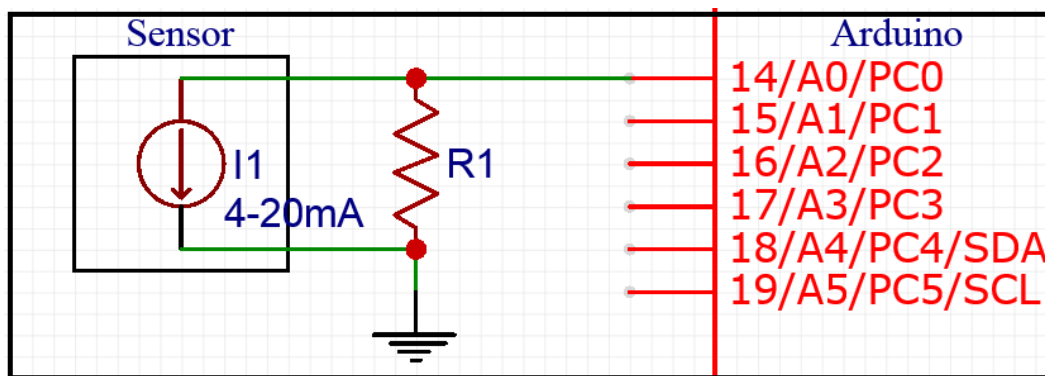 Sensor
Arduino
14/A0/PC0
15/A1/PC1
I1
R1
16/A2/PC2
4-20mA
17/A3/PC3
18/A4/PC4/SDA
19/A5/PC5/SCL